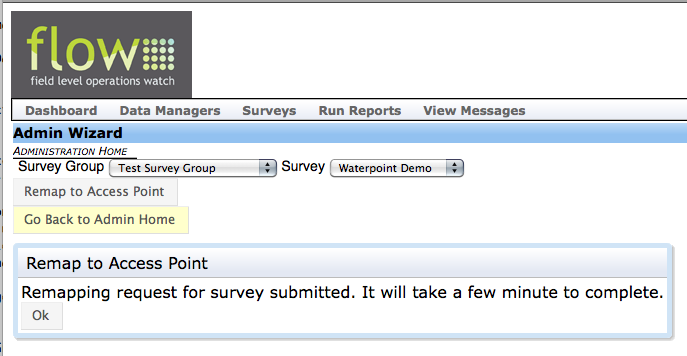 flow
field level operations watch
Dashboard Data Managers Surveys Run Reports View Messages
Admin Wizard
ADMINISTRATION HOME
Survey Group Test Survey Group Survey Waterpoint Demo
Remap to Access Point
Go Back to Admin Home
Remap to Access Point
Remapping request for survey submitted. It will take a few minute to complete.
Ok